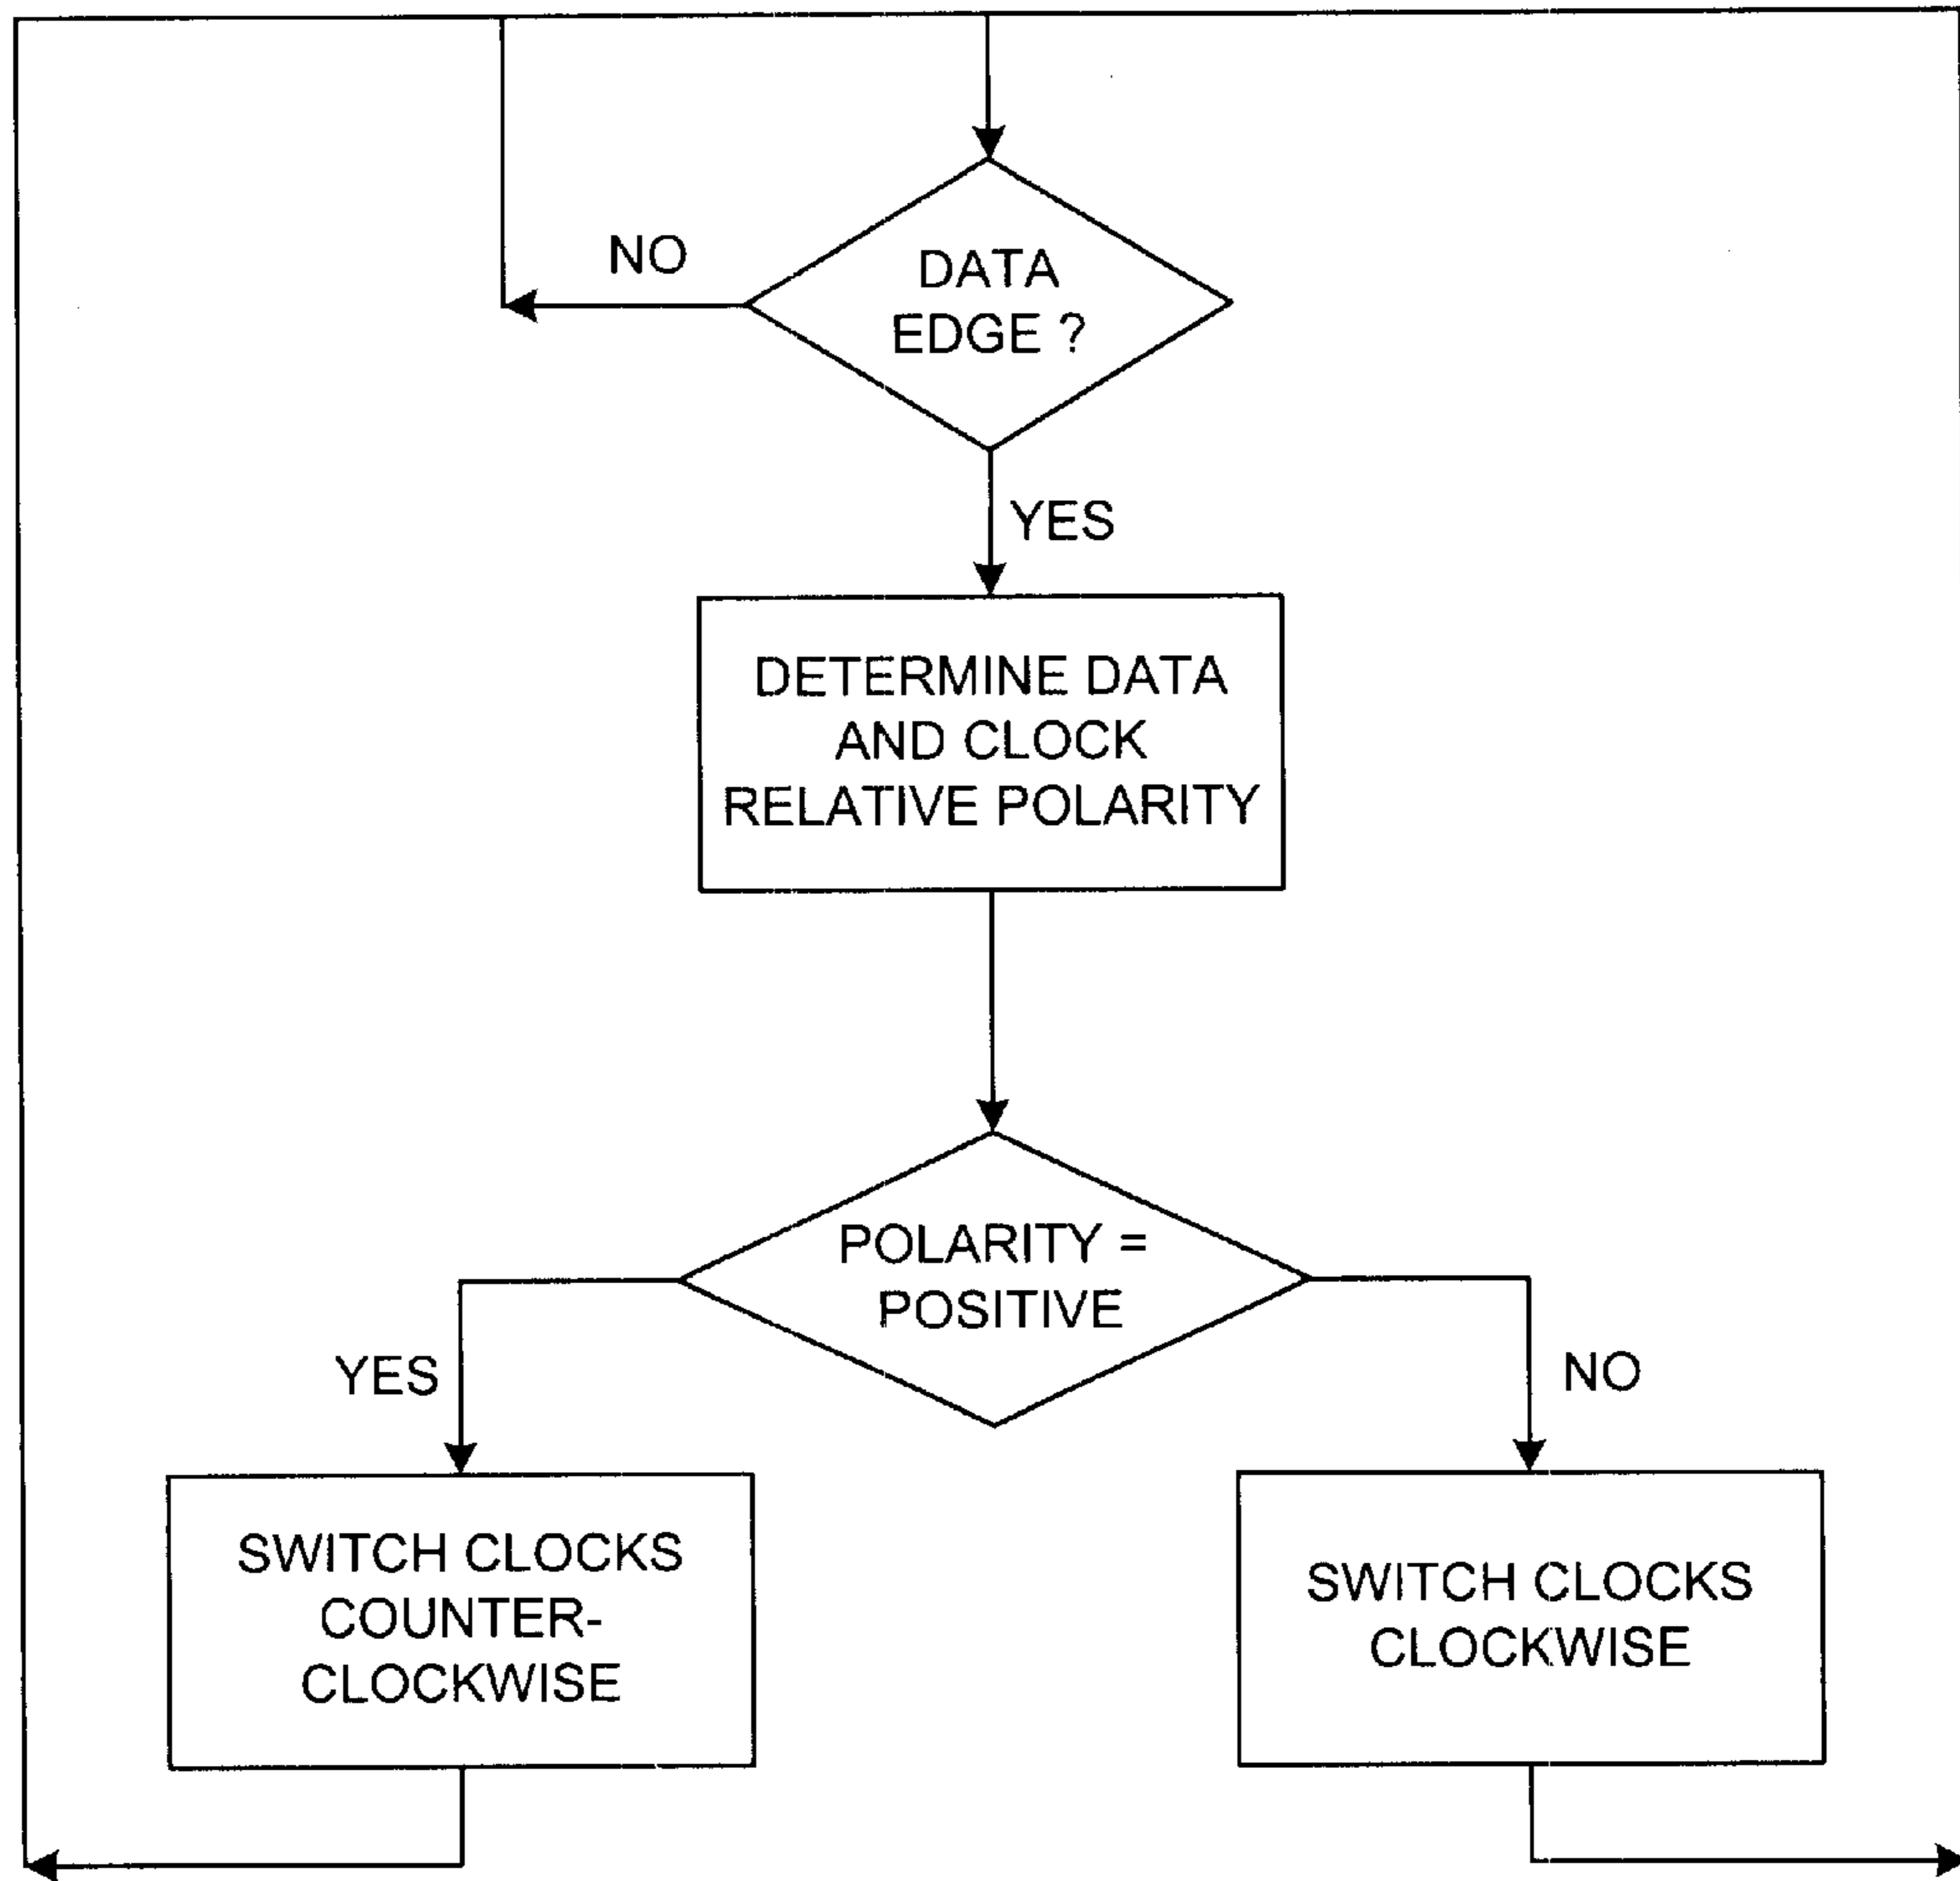 DATA
EDGE ?
NO
YES
DETERMINE DATA
AND CLOCK
RELATIVE POLARITY
POLARITY =
POSITIVE
YES
NO
SWITCH CLOCKS
COUNTER-
CLOCKWISE
SWITCH CLOCKS
CLOCKWISE